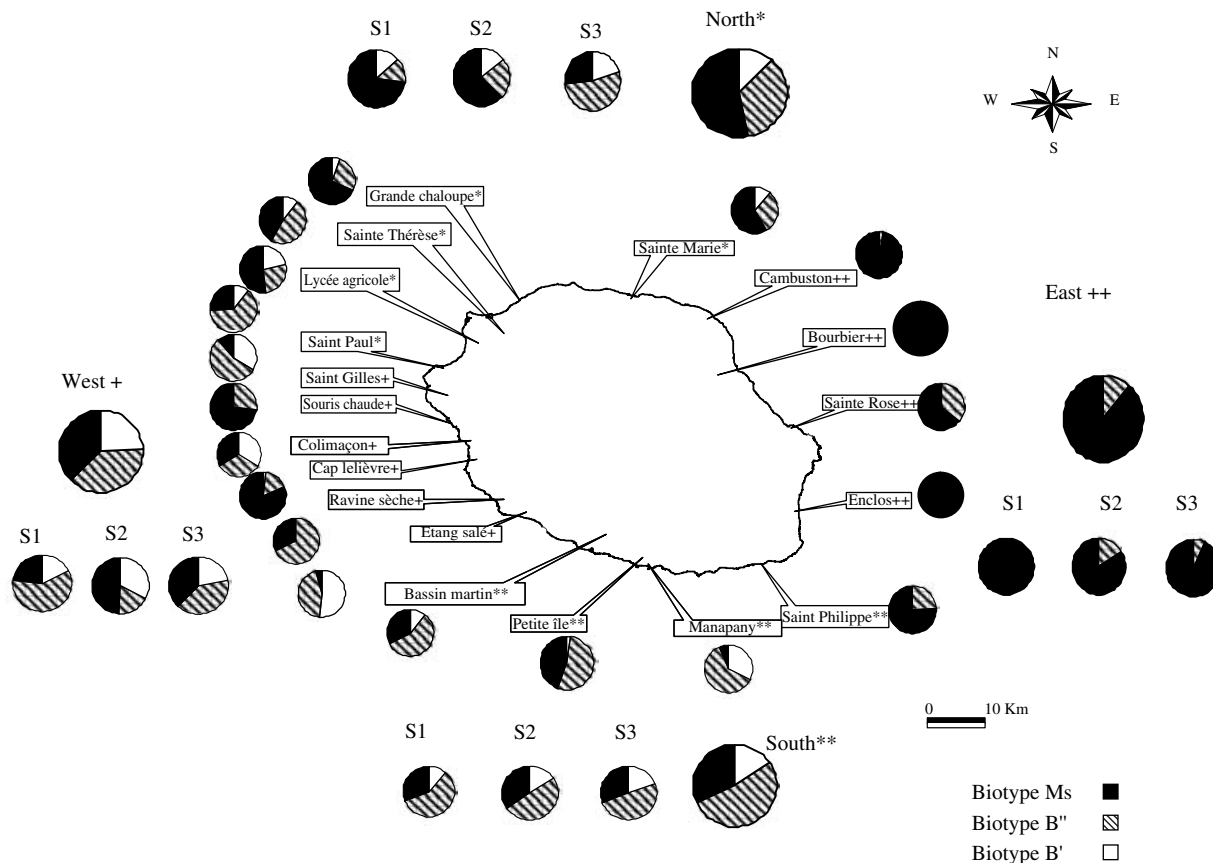 North*
S1 S2 S3
N
W E
S
Grande chaloupe*
Sainte Thérèse*
Sainte Marie*
Lycée agricole*
Cambuston++
East ++
Saint Paul*
Bourbier++
West +
Saint Gilles+
Souris chaude+
Sainte Rose++
Colimaçon+
Cap lelièvre+
Ravine sèche+
Enclos++
Etang salé+
S1 S2 S3
S1 S2 S3
Bassin martin**
Petite île**
Manapany**
Saint Philippe**
0 10 Km
S1 S2 S3
South**
Biotype Ms
Biotype B"
Biotype B'